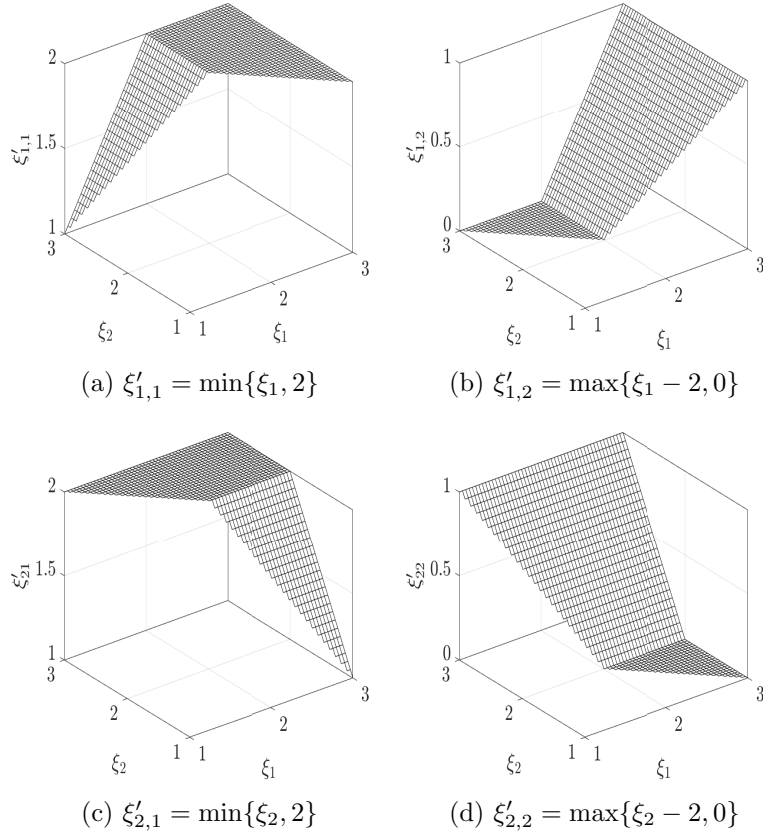 2
1
1.5
0.5
ξ′1,1
ξ′1,2
1
0
3
3
3
3
2
2
2
2
ξ2
1
1
ξ1
ξ2
1
1
ξ1
(a) ξ′1,1 = min{ξ1, 2}
(b) ξ′1,2 = max{ξ1 − 2, 0}
2
1
1.5
0.5
ξ′21
ξ′22
1
0
3
3
3
3
2
2
2
2
ξ2
1
1
ξ1
ξ2
1
1
ξ1
(c) ξ′2,1 = min{ξ2, 2}
(d) ξ′2,2 = max{ξ2 − 2, 0}